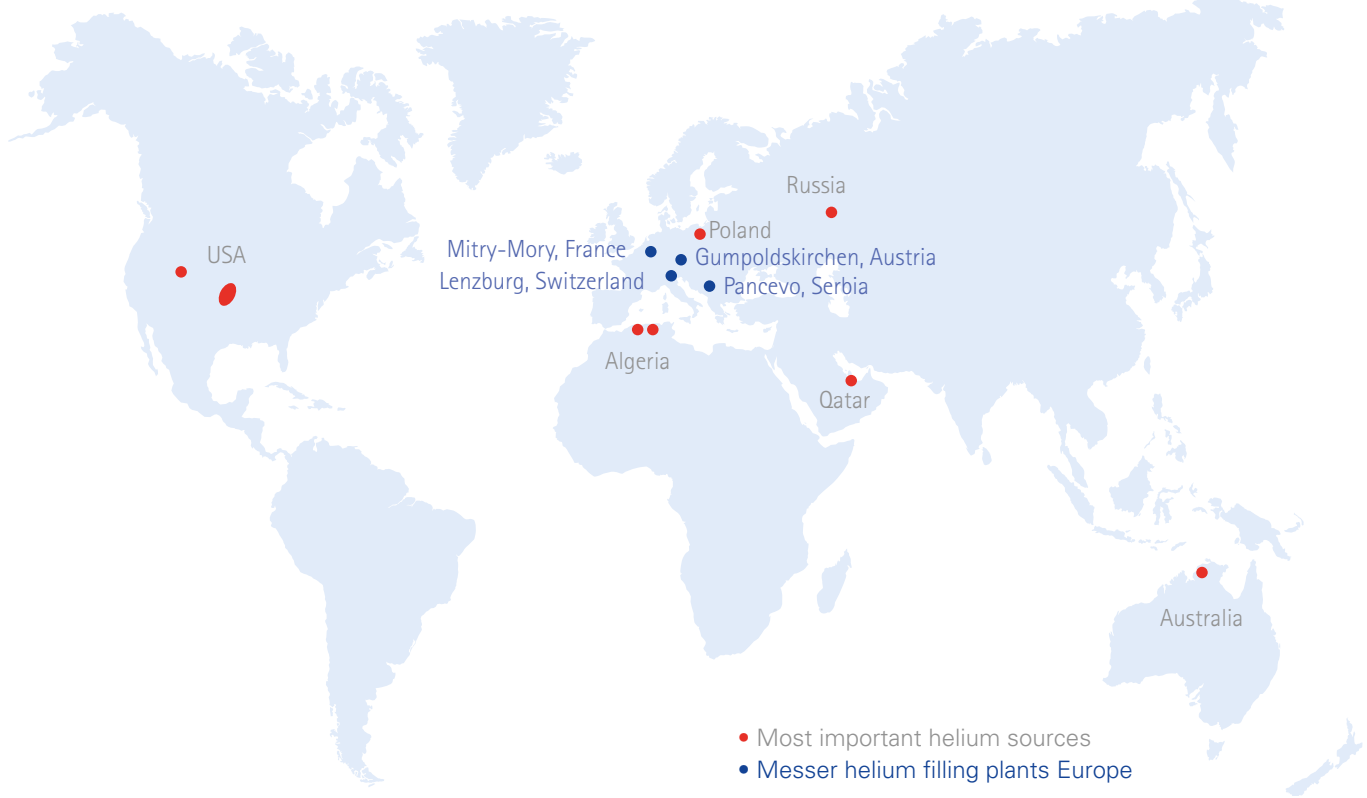 Russia
Poland
USA
Mitry-Mory, France
Gumpoldskirchen, Austria
Lenzburg, Switzerland
Pancevo, Serbia
Algeria
Qatar
Australia
• Most important helium sources
• Messer helium filling plants Europe